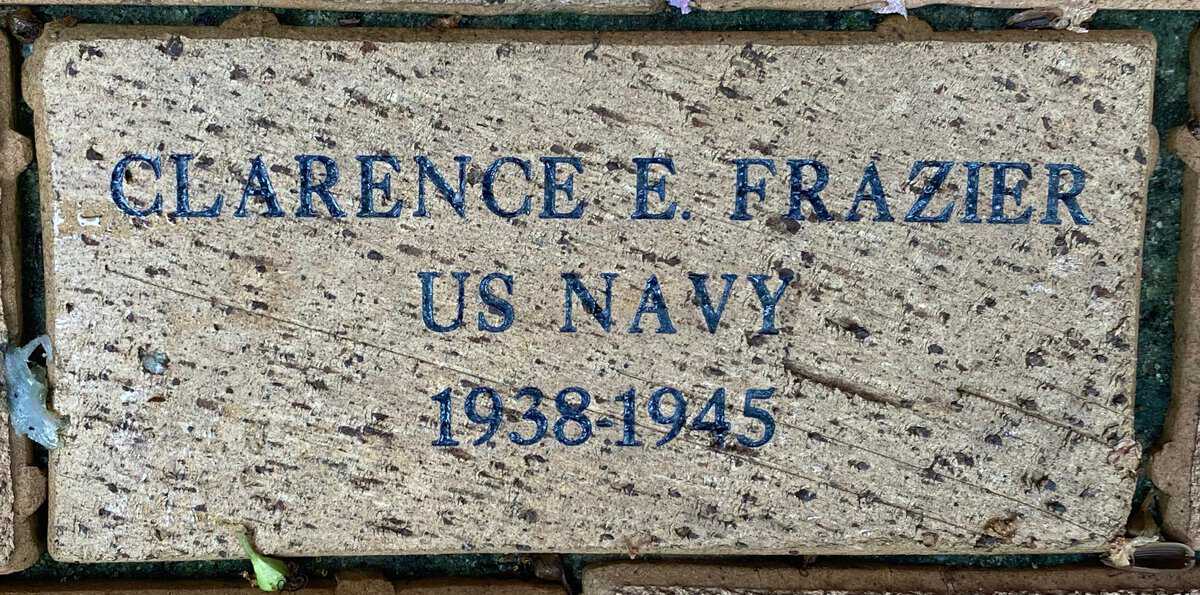 CLARENCE E. FRAZIER
US NAVY
1938-1945